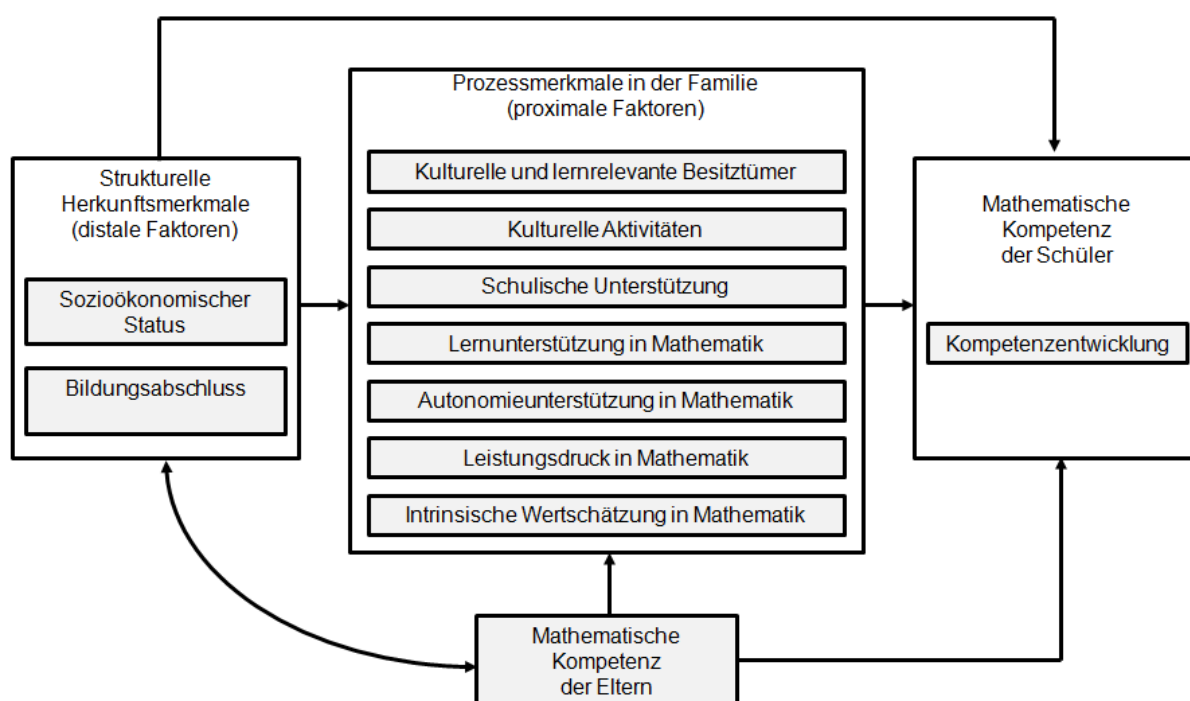 Prozessmerkmale in der Familie
(proximale Faktoren)
Kulturelle und lernrelevante Besitztümer
Kulturelle Aktivitäten
Schulische Unterstützung
Lernunterstützung in Mathematik
Autonomieunterstützung in Mathematik
Leistungsdruck in Mathematik
Intrinsische Wertschätzung in Mathematik
Strukturelle
Herkunftsmerkmale
(distale Faktoren)
Sozioökonomischer
Status
Bildungsabschluss
Mathematische
Kompetenz
der Schüler
Kompetenzentwicklung
Mathematische
Kompetenz
der Eltern